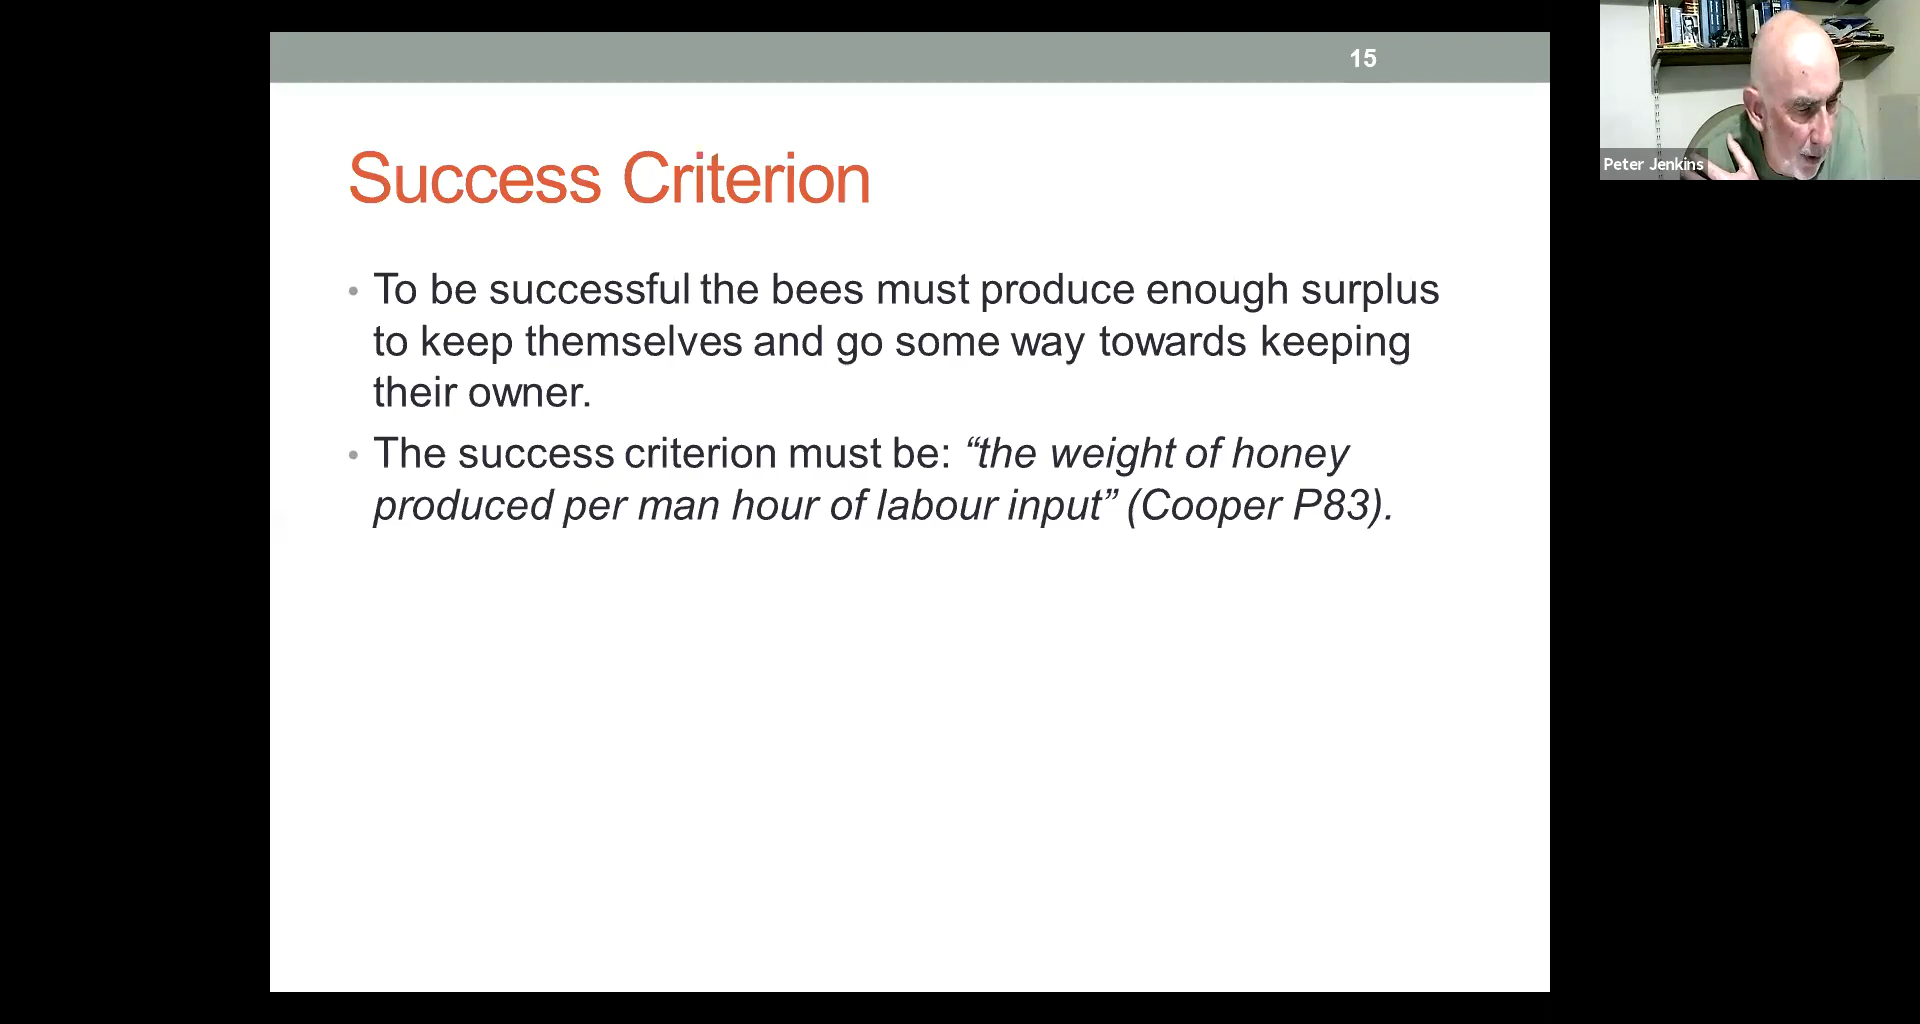 15
Success Criterion
• To be successful the bees must produce enough surplus
to keep themselves and go some way towards keeping
their owner.
• The success criterion must be: “the weight of honey
produced per man hour of labour input” (Cooper P83).
Peter Jenkins